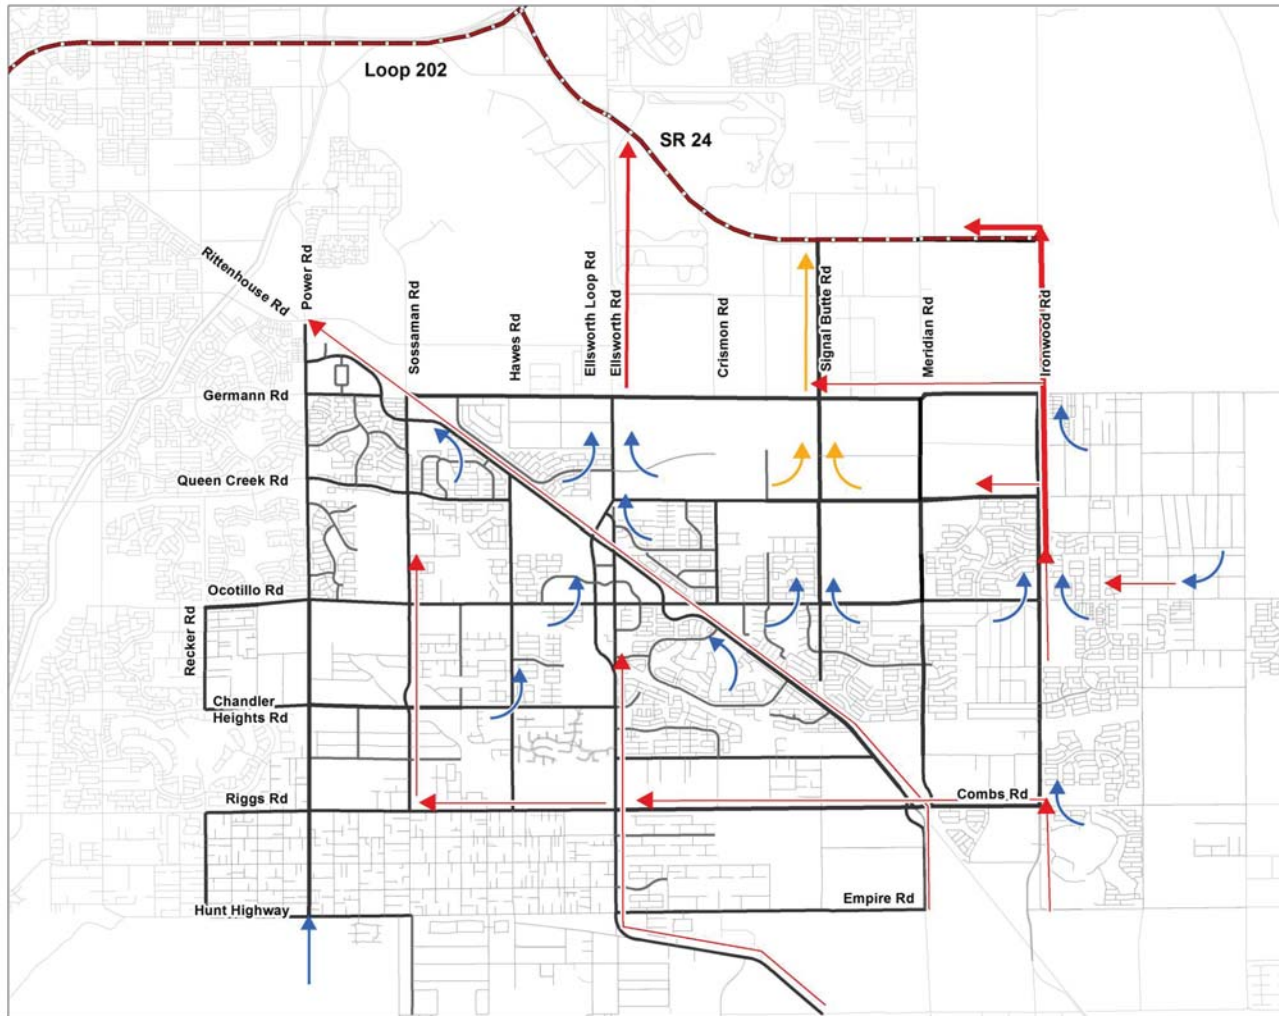 Loop 202
SR 24
Rittenhouse Rd
Power Rd
Sossaman Rd
Hawes Rd
Ellsworth Loop Rd
Ellsworth Rd
Crismon Rd
Signal Butte Rd
Meridian Rd
Ironwood Rd
Germann Rd
Queen Creek Rd
Ocotillo Rd
Recker Rd
Chandler
Heights Rd
Riggs Rd
Combs Rd
Empire Rd
Hunt Highway